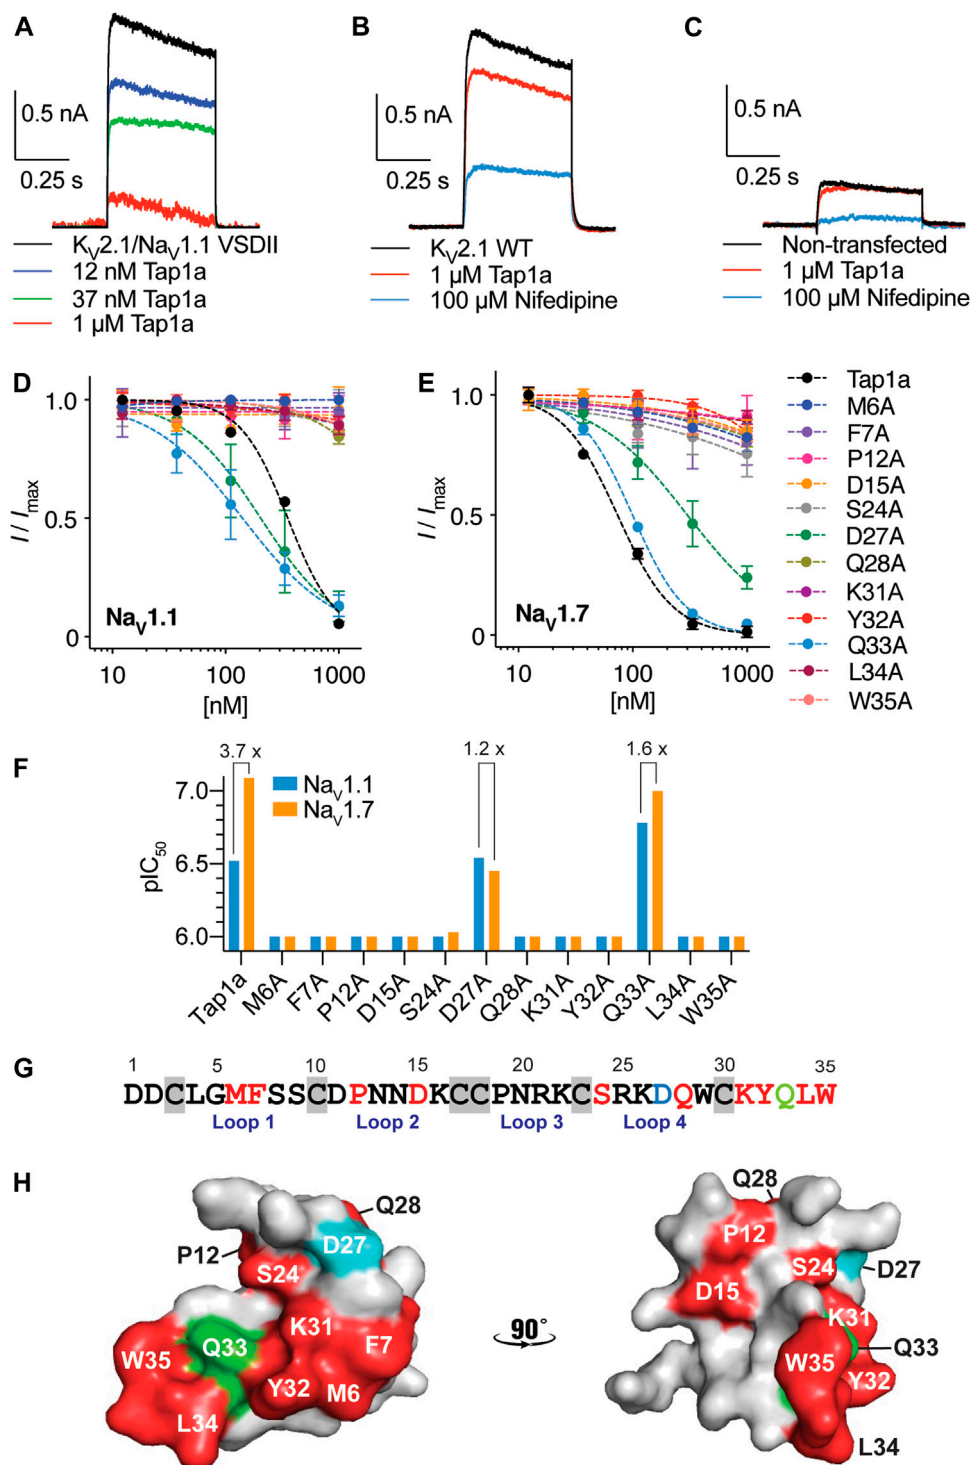 A
B
C
0.5 nA
0.25 s
0.5 nA
0.25 s
0.5 nA
0.25 s
KV2.1/NaV1.1 VSDII
12 nM Tap1a
37 nM Tap1a
1 µM Tap1a
KV2.1 WT
1 µM Tap1a
100 µM Nifedipine
Non-transfected
1 µM Tap1a
100 µM Nifedipine
D
1.0
0.5
0
I / Imax
NaV1.1
10
100
1000
[nM]
E
1.0
0.5
0
I / Imax
NaV1.7
10
100
1000
[nM]
Tap1a
M6A
F7A
P12A
D15A
S24A
D27A
Q28A
K31A
Y32A
Q33A
L34A
W35A
F
3.7 x
1.2 x
1.6 x
NaV1.1
NaV1.7
7.0
6.5
6.0
pIC50
Tap1a
M6A
F7A
P12A
D15A
S24A
D27A
Q28A
K31A
Y32A
Q33A
L34A
W35A
G
1 5 10 15 20 25 30 35
DDCLGMFSSCDPNNDKCCPNRKCSRKDQWCKYQLW
Loop 1 Loop 2 Loop 3 Loop 4
H
Q28
D27
P12
S24
K31
F7
Q33
W35
Y32
M6
L34
90°
Q28
P12
S24
D27
D15
K31
Q33
W35
Y32
L34